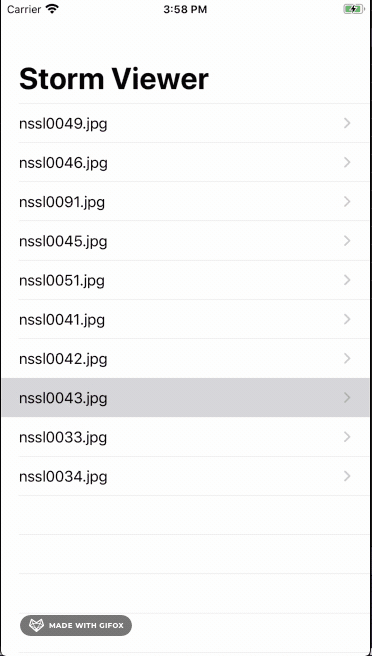 Carrier 3:58 PM
Storm Viewer
nssl0049.jpg
nssl0046.jpg
nssl0091.jpg
nssl0045.jpg
nssl0051.jpg
nssl0041.jpg
nssl0042.jpg
nssl0043.jpg
nssl0033.jpg
nssl0034.jpg
MADE WITH GIFOX